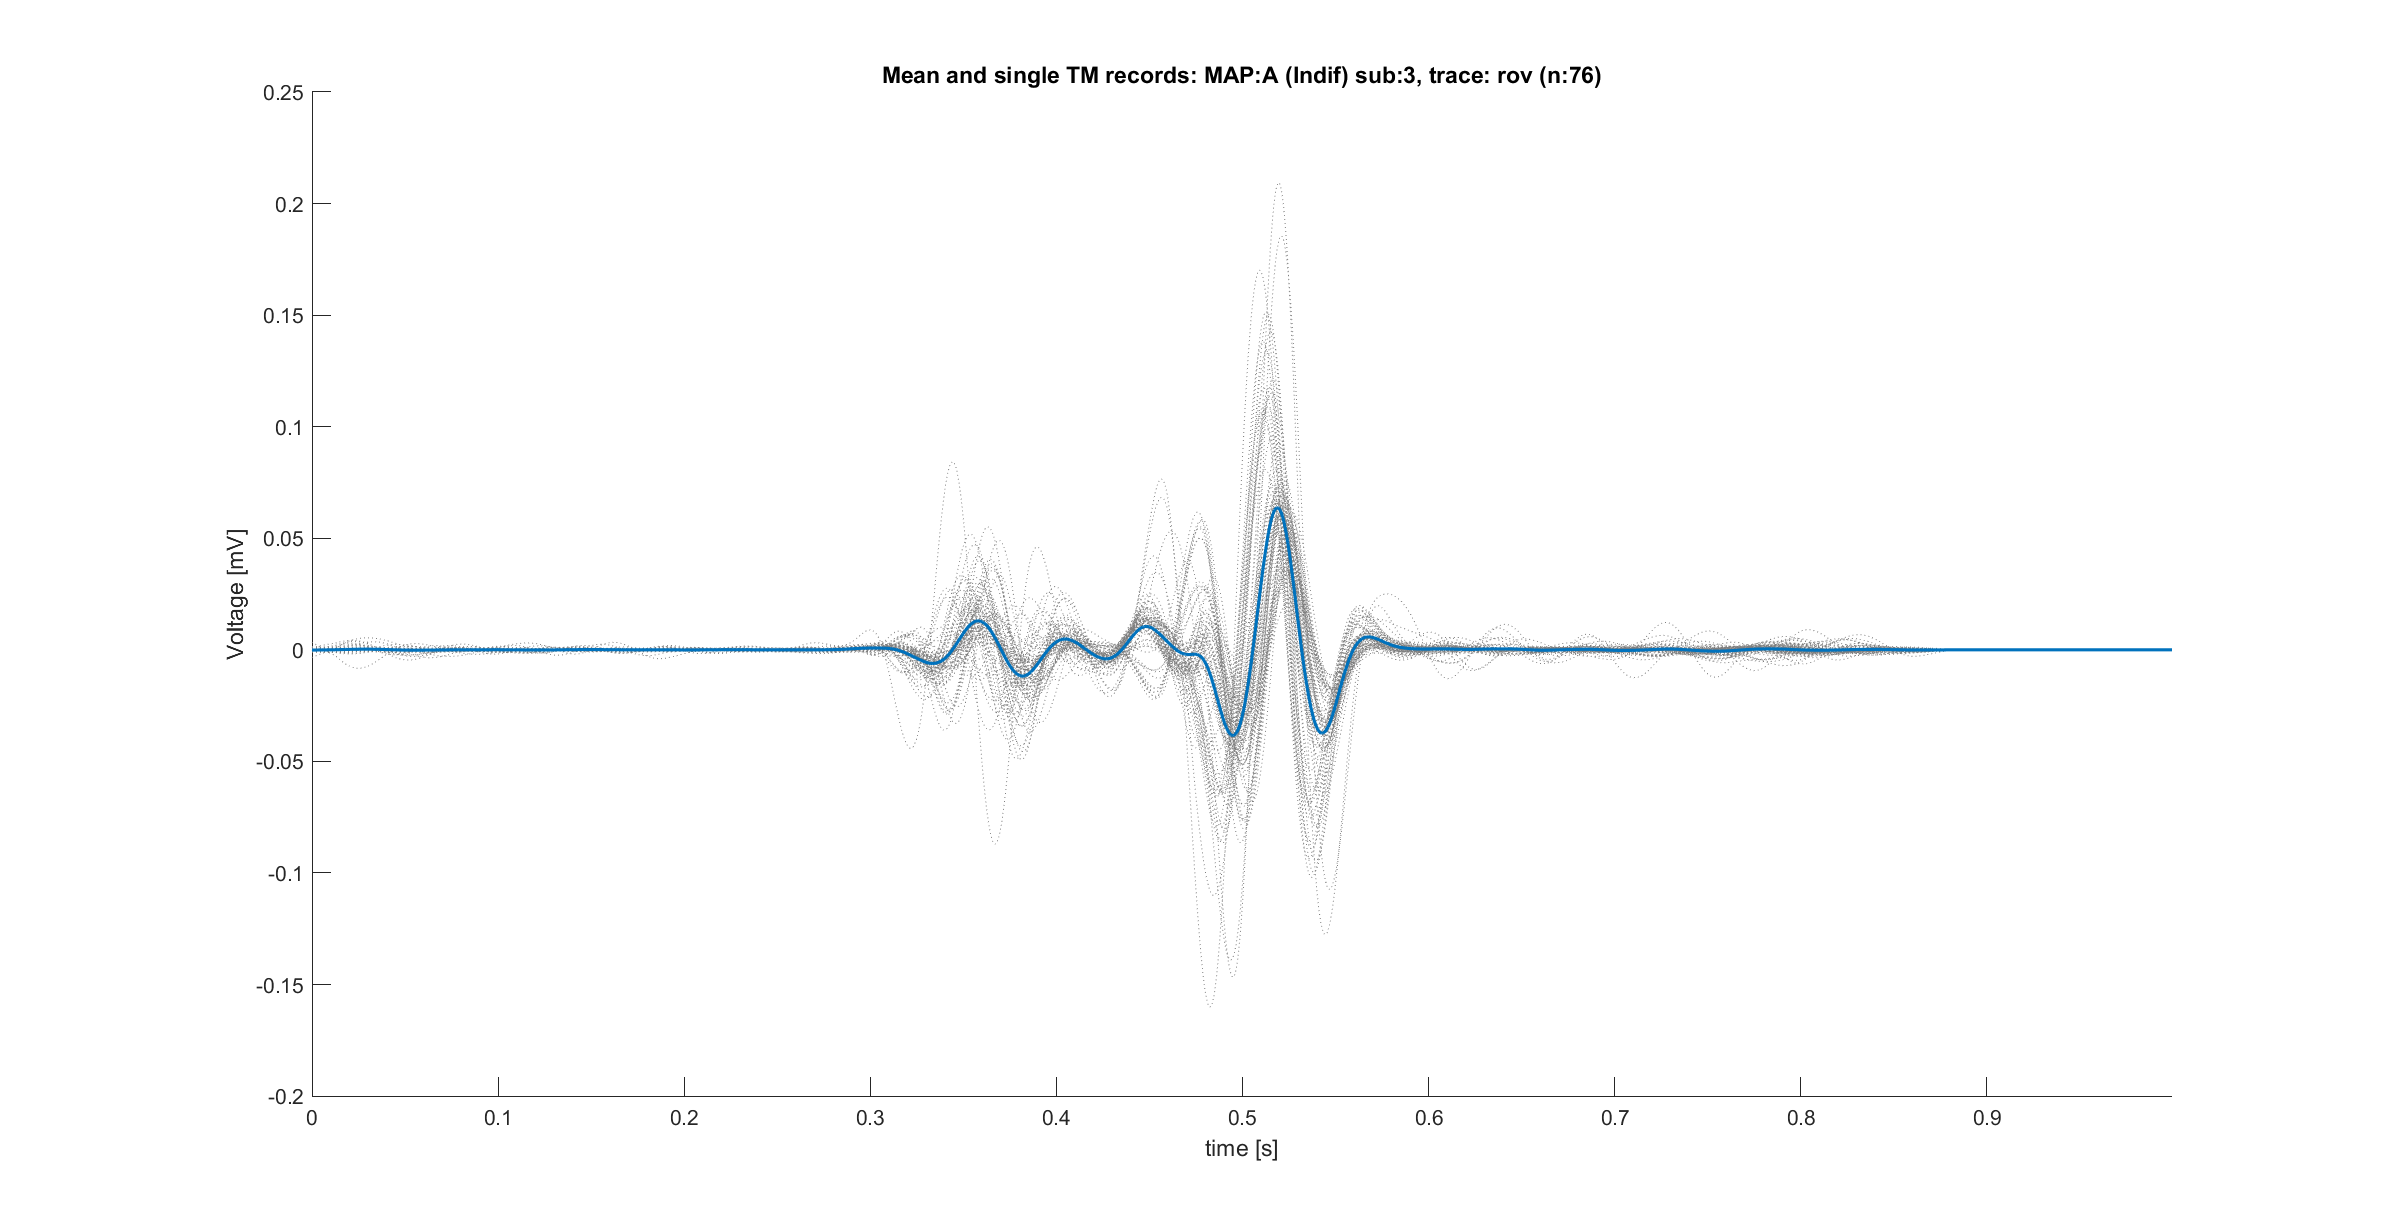 Mean and single TM records: MAP:A (Indif) sub:3, trace: rov (n:76)
0.25
0.2
0.15
0.1
0.05
0
-0.05
-0.1
-0.15
-0.2
Voltage [mV]
0 0.1 0.2 0.3 0.4 0.5 0.6 0.7 0.8 0.9
time [s]